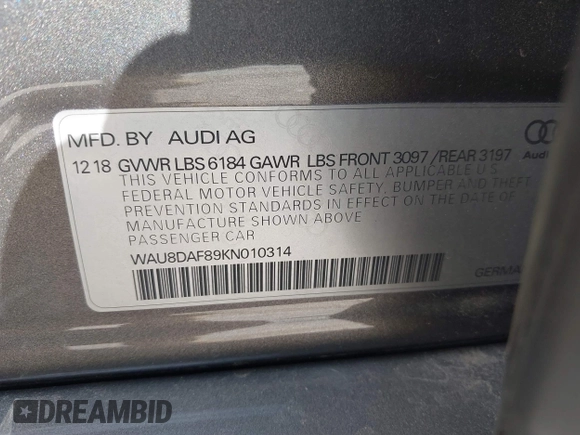 MFD. BY AUDI AG
12 18 GVWR LBS 6184 GAWR LBS FRONT 3097 /REAR 3197
Audi
THIS VEHICLE CONFORMS TO ALL APPLICABLE U.S.
FEDERAL MOTOR VEHICLE SAFETY, BUMPER AND THEFT
PREVENTION STANDARDS IN EFFECT ON THE DATE OF
MANUFACTURE SHOWN ABOVE
PASSENGER CAR
WAU8DAF89KN010314
GERMAN
DREAMBID